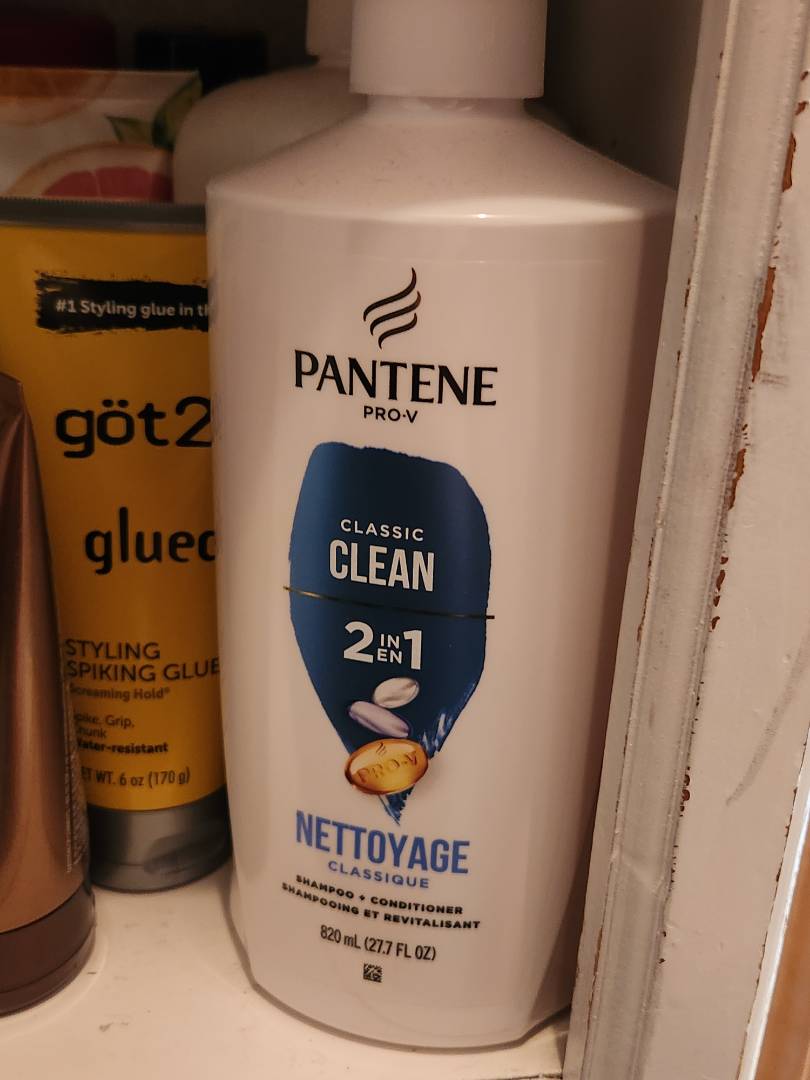 #1 Styling glue in th
göt2
glued
STYLING
SPIKING GLUE
Screaming Hold®
Spike, Grip,
Chunk
Water-resistant
ET WT. 6 oz (170 g)
PANTENE
PRO-V
CLASSIC
CLEAN
2 IN EN 1
PRO-V
NETTOYAGE
CLASSIQUE
SHAMPOO + CONDITIONER
SHAMPOOING ET REVITALISANT
820 mL (27.7 FL OZ)